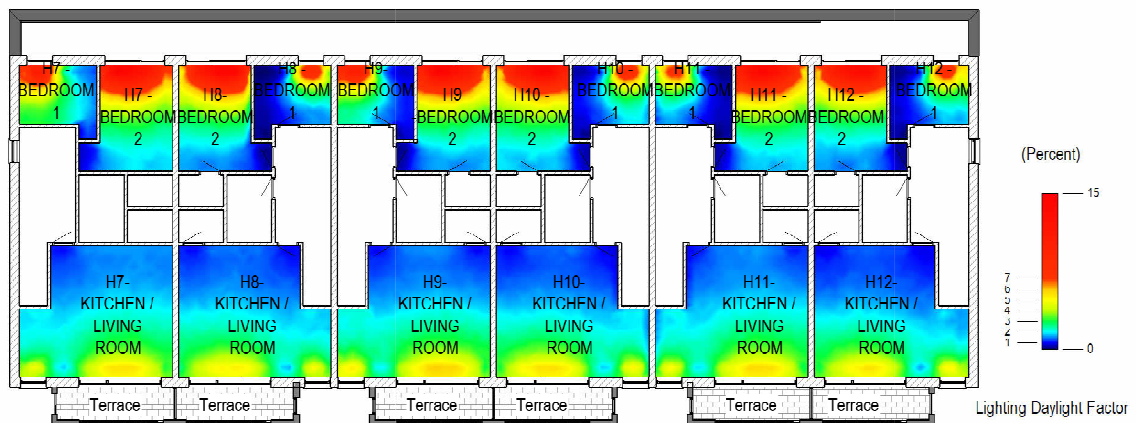 H7 -
BEDROOM
1
H7 -
BEDROOM
2
H8-
BEDROOM
2
H8 -
BEDROOM
1
H9-
BEDROOM
1
H9
BEDROOM
2
H10 -
BEDROOM
2
H10 -
BEDROOM
1
H11 -
BEDROOM
1
H11 -
BEDROOM
2
H12 -
BEDROOM
2
H12 -
BEDROOM
1
H7-
KITCHEN /
LIVING
ROOM
H8-
KITCHEN /
LIVING
ROOM
H9-
KITCHEN /
LIVING
ROOM
H10-
KITCHEN /
LIVING
ROOM
H11-
KITCHEN /
LIVING
ROOM
H12-
KITCHEN /
LIVING
ROOM
Terrace
Terrace
Terrace
Terrace
Terrace
Terrace
(Percent)
15
7
6
5
4
3
2
1
0
Lighting Daylight Factor